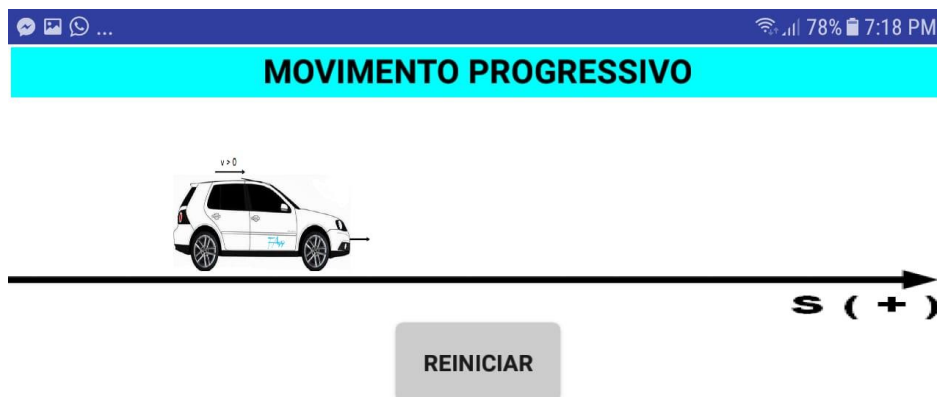 ... 78% 7:18 PM
MOVIMENTO PROGRESSIVO
v > 0
S ( + )
REINICIAR